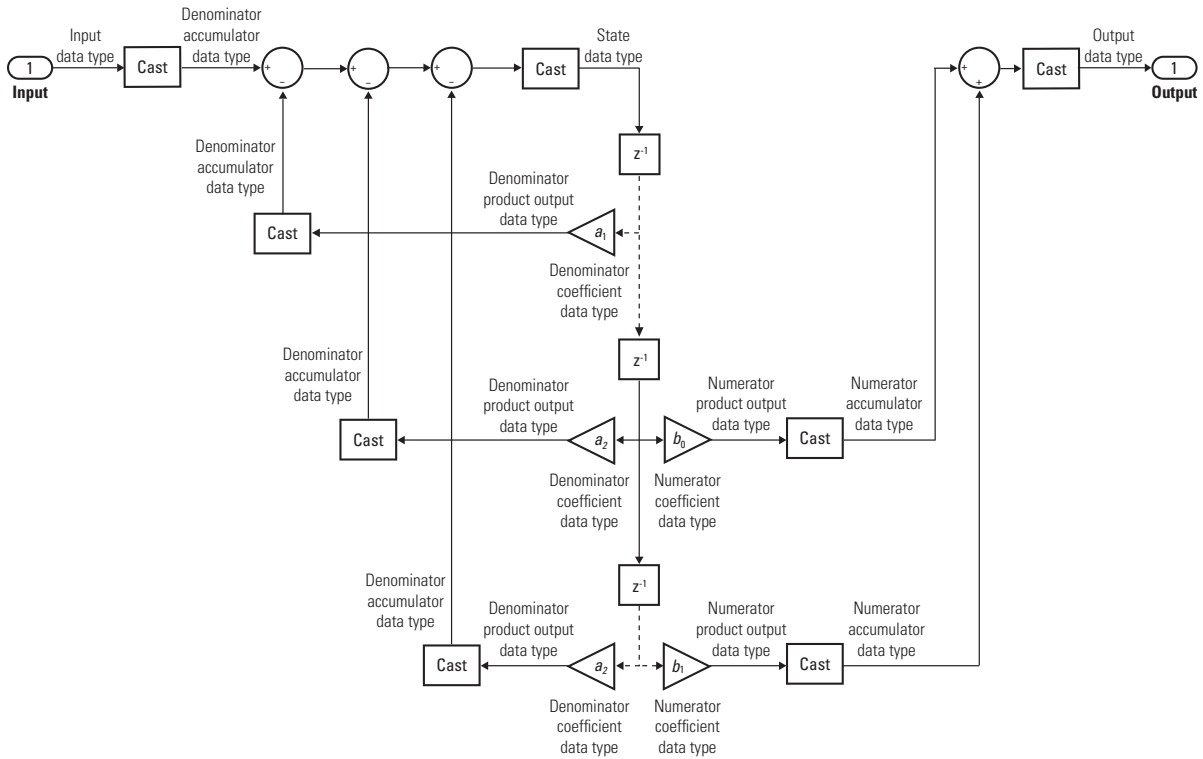 Input
data type
Denominator
accumulator
data type
State
data type
Output
data type
1
Input
Cast
+
−
+
−
+
−
Cast
+
+
Cast
1
Output
z-1
Denominator
accumulator
data type
Denominator
product output
data type
Cast
a1
Denominator
coefficient
data type
z-1
Denominator
accumulator
data type
Denominator
product output
data type
Numerator
product output
data type
Numerator
accumulator
data type
Cast
a2
b0
Cast
Denominator
coefficient
data type
Numerator
coefficient
data type
z-1
Denominator
accumulator
data type
Denominator
product output
data type
Numerator
product output
data type
Numerator
accumulator
data type
Cast
a2
b1
Cast
Denominator
coefficient
data type
Numerator
coefficient
data type